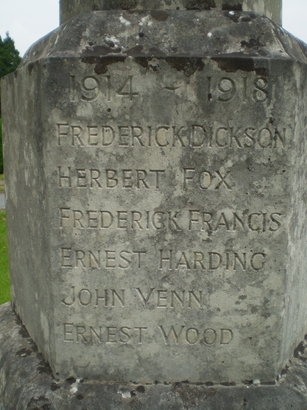 1914 - 1918
FREDERICK DICKSON
HERBERT FOX
FREDERICK FRANCIS
ERNEST HARDING
JOHN VENN
ERNEST WOOD